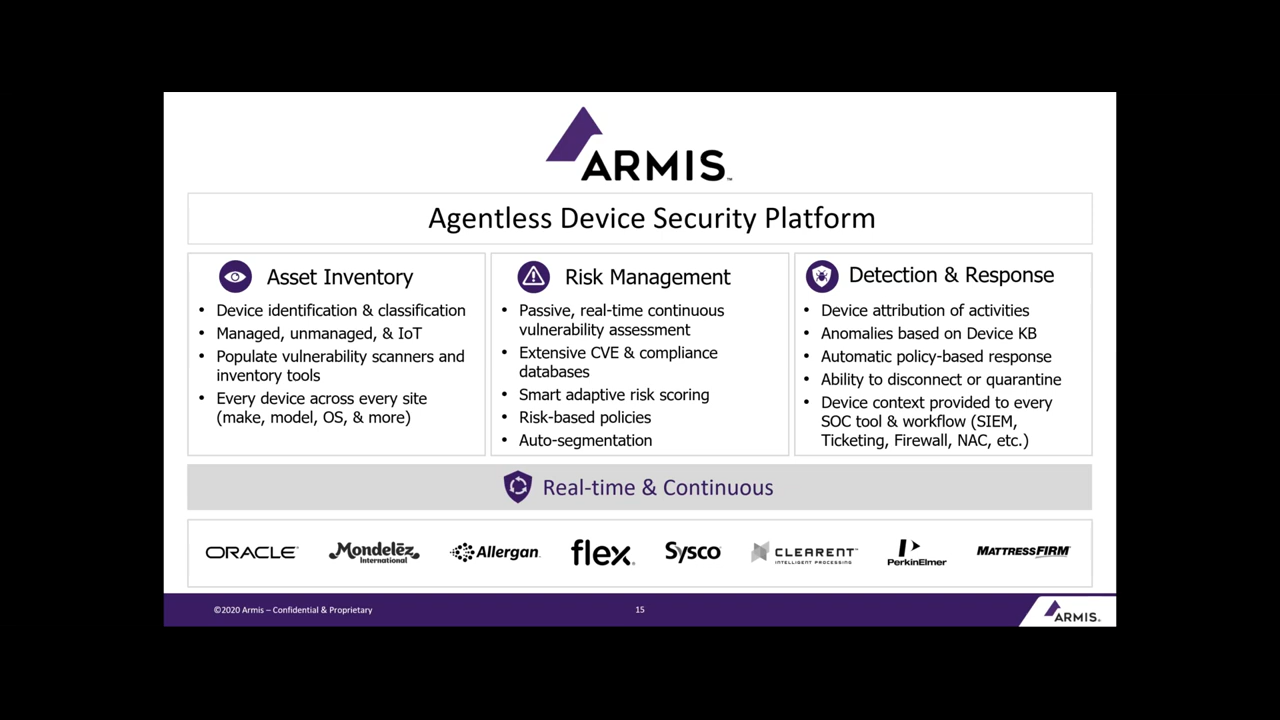 ARMIS™
Agentless Device Security Platform
Asset Inventory
• Device identification & classification
• Managed, unmanaged, & IoT
• Populate vulnerability scanners and
inventory tools
• Every device across every site
(make, model, OS, & more)
Risk Management
• Passive, real-time continuous
vulnerability assessment
• Extensive CVE & compliance
databases
• Smart adaptive risk scoring
• Risk-based policies
• Auto-segmentation
Detection & Response
• Device attribution of activities
• Anomalies based on Device KB
• Automatic policy-based response
• Ability to disconnect or quarantine
• Device context provided to every
SOC tool & workflow (SIEM,
Ticketing, Firewall, NAC, etc.)
Real-time & Continuous
ORACLE
Mondelēz
International
Allergan
flex
Sysco
CLEARENT
INTELLIGENT PROCESSING
PerkinElmer
MATTRESSFIRM
©2020 Armis – Confidential & Proprietary
15
ARMIS